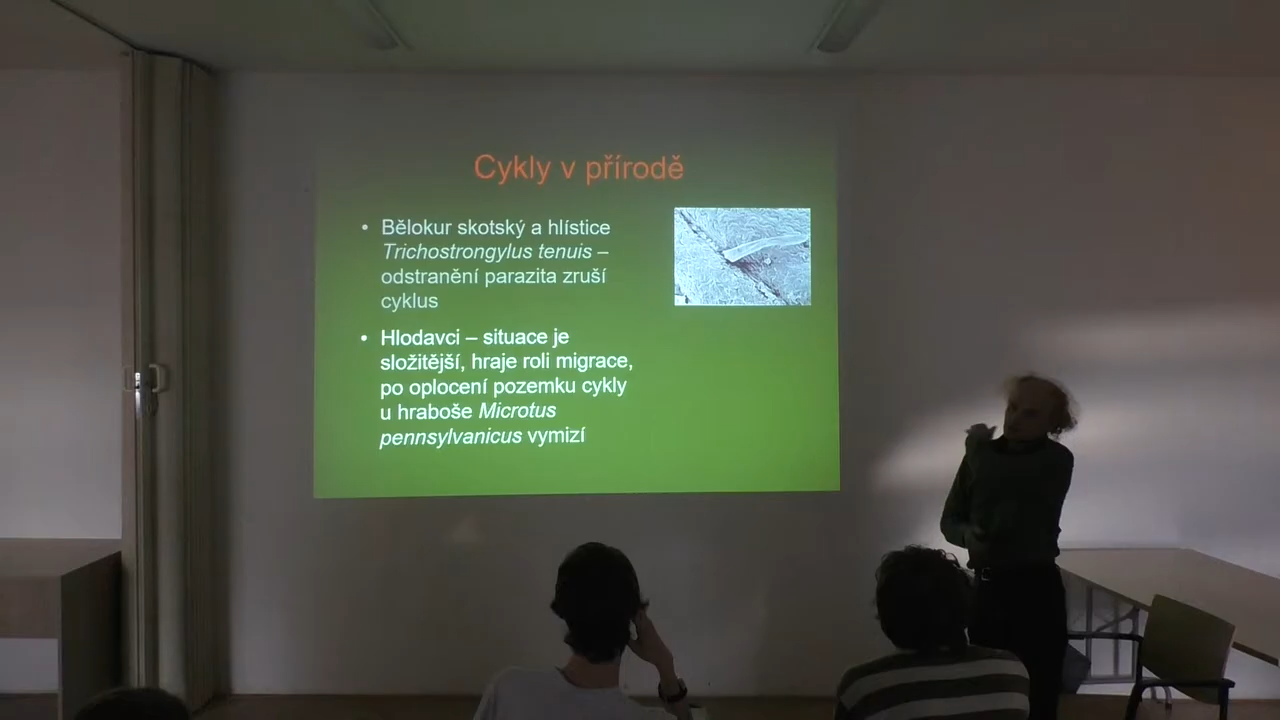 Cykly v přírodě
• Bělokur skotský a hlístice
Trichostrongylus tenuis –
odstranění parazita zruší
cyklus
• Hlodavci – situace je
složitější, hraje roli migrace,
po oplocení pozemku cykly
u hraboše Microtus
pennsylvanicus vymizí